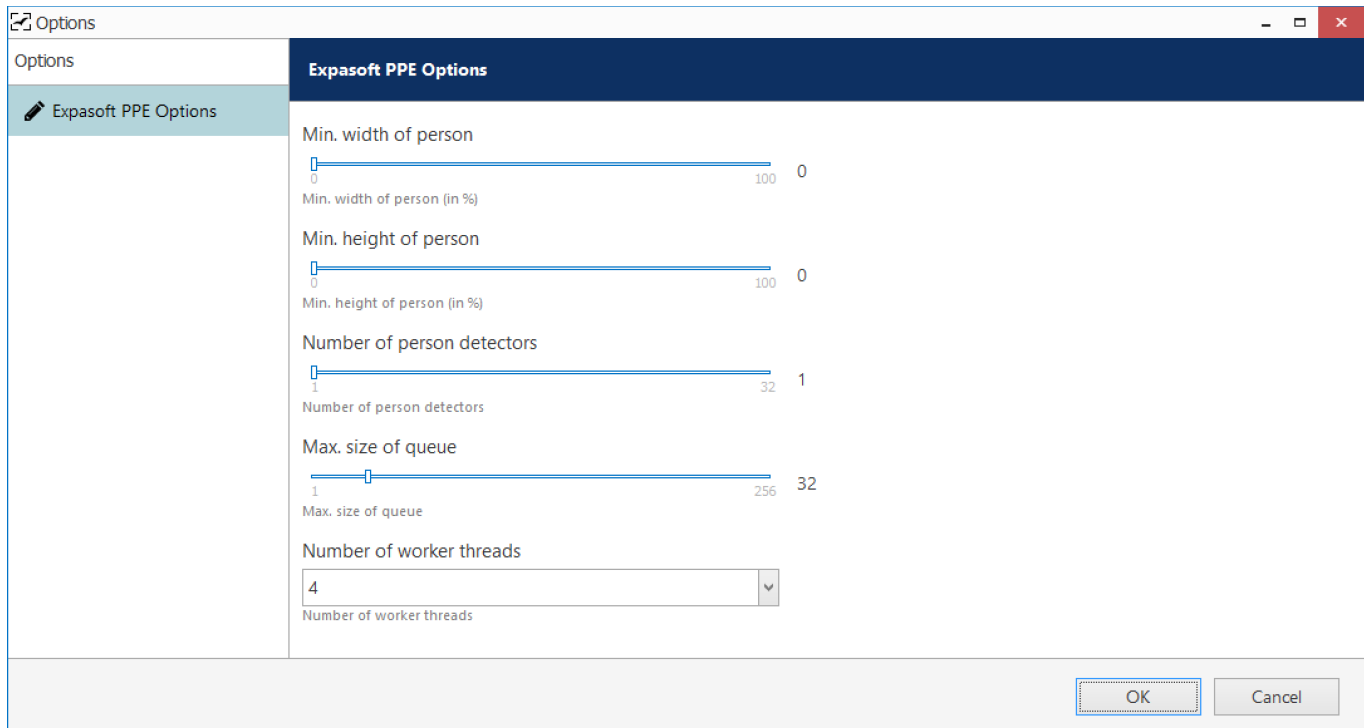 Options
Options
Expasoft PPE Options
Expasoft PPE Options
Min. width of person
0
0 100
Min. width of person (in %)
Min. height of person
0
0 100
Min. height of person (in %)
Number of person detectors
1
1 32
Number of person detectors
Max. size of queue
32
1 256
Max. size of queue
Number of worker threads
4
Number of worker threads
OK Cancel